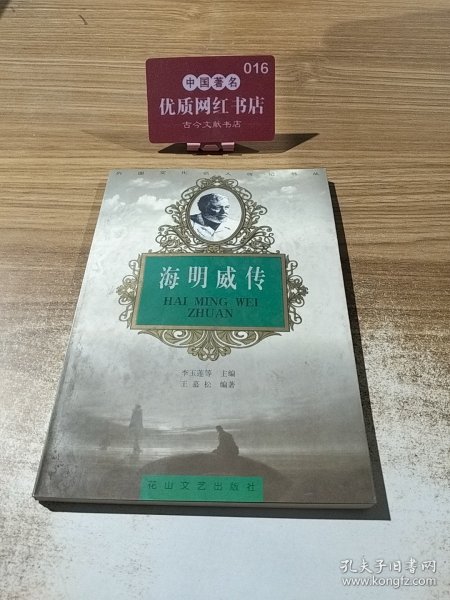 016
中国著名
优质网红书店
古今文献书店
外国文化名人传记书丛
海明威传
HAI MING WEI
ZHUAN
李玉莲等 主编
王慕松 编著
花山文艺出版社
孔夫子旧书网
www.kongfz.com